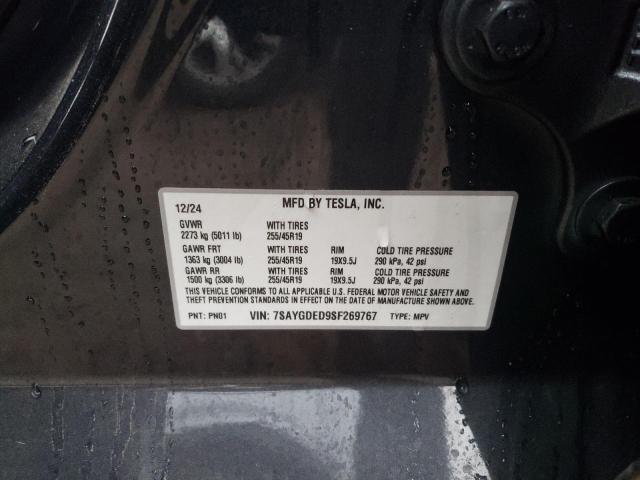 12/24 MFD BY TESLA, INC.
GVWR WITH TIRES
2273 kg (5011 lb) 255/45R19
GAWR FRT WITH TIRES RIM COLD TIRE PRESSURE
1363 kg (3004 lb) 255/45R19 19X9.5J 290 kPa, 42 psi
GAWR RR WITH TIRES RIM COLD TIRE PRESSURE
1500 kg (3306 lb) 255/45R19 19X9.5J 290 kPa, 42 psi
THIS VEHICLE CONFORMS TO ALL APPLICABLE U.S. FEDERAL MOTOR VEHICLE SAFETY AND
THEFT PREVENTION STANDARDS IN EFFECT ON THE DATE OF MANUFACTURE SHOWN ABOVE.
PNT: PN01 VIN: 7SAYGDED9SF269767 TYPE: MPV